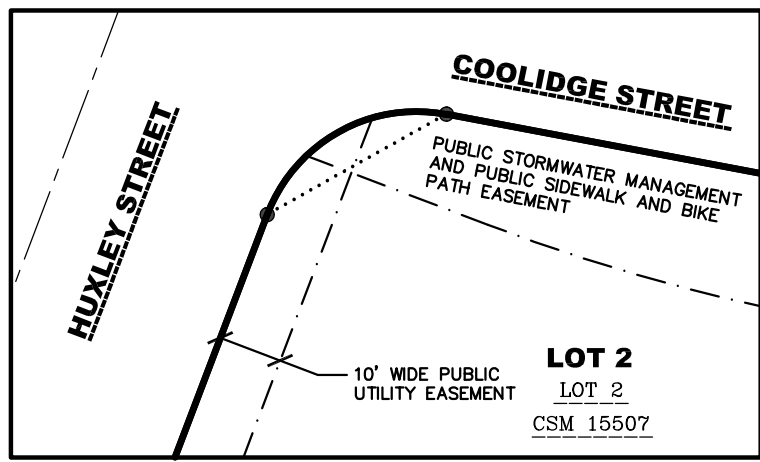 COOLIDGE STREET
PUBLIC STORMWATER MANAGEMENT
AND PUBLIC SIDEWALK AND BIKE
PATH EASEMENT
HUXLEY STREET
10' WIDE PUBLIC
UTILITY EASEMENT
LOT 2
LOT 2
CSM 15507